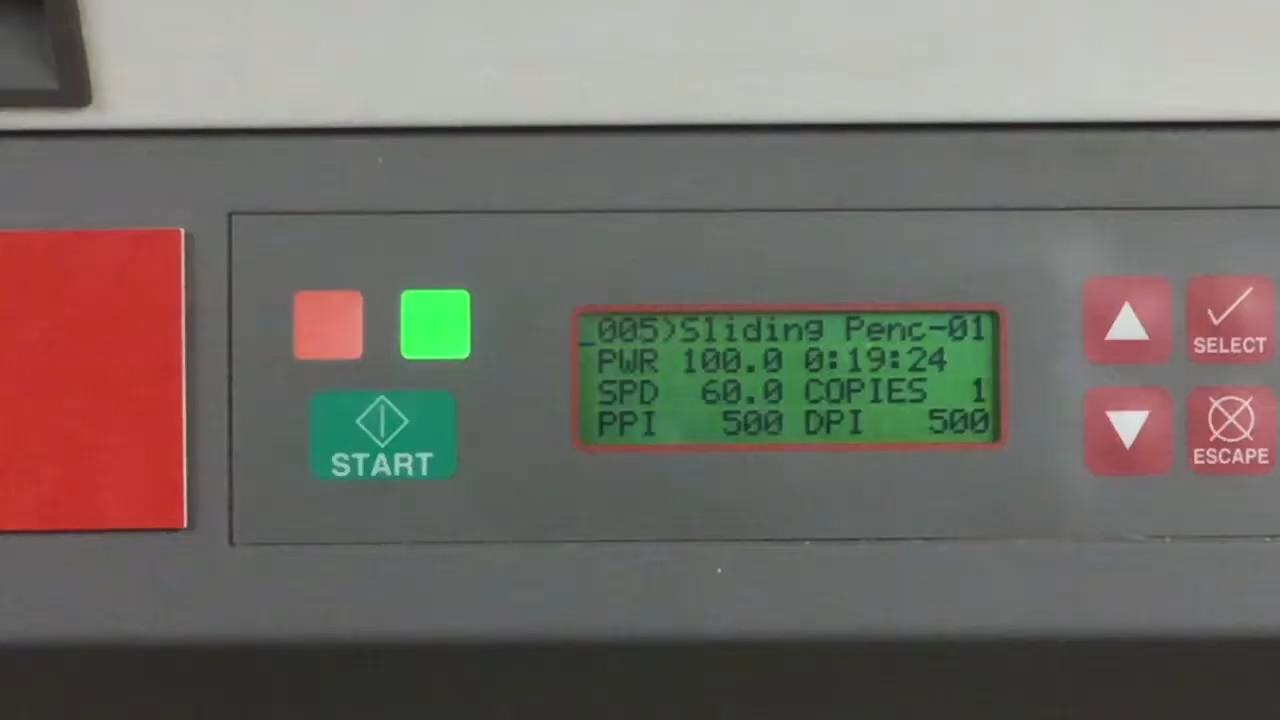 _005)Sliding Penc-01
PWR 100.0 0:19:24
SPD 60.0 COPIES 1
PPI 500 DPI 500
START
SELECT
ESCAPE